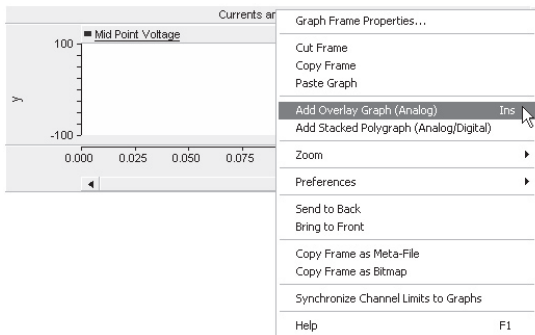 Currents ar
Mid Point Voltage
100
y
-100
0.000 0.025 0.050 0.075
Graph Frame Properties...
Cut Frame
Copy Frame
Paste Graph
Add Overlay Graph (Analog) Ins
Add Stacked Polygraph (Analog/Digital)
Zoom
Preferences
Send to Back
Bring to Front
Copy Frame as Meta-File
Copy Frame as Bitmap
Synchronize Channel Limits to Graphs
Help F1